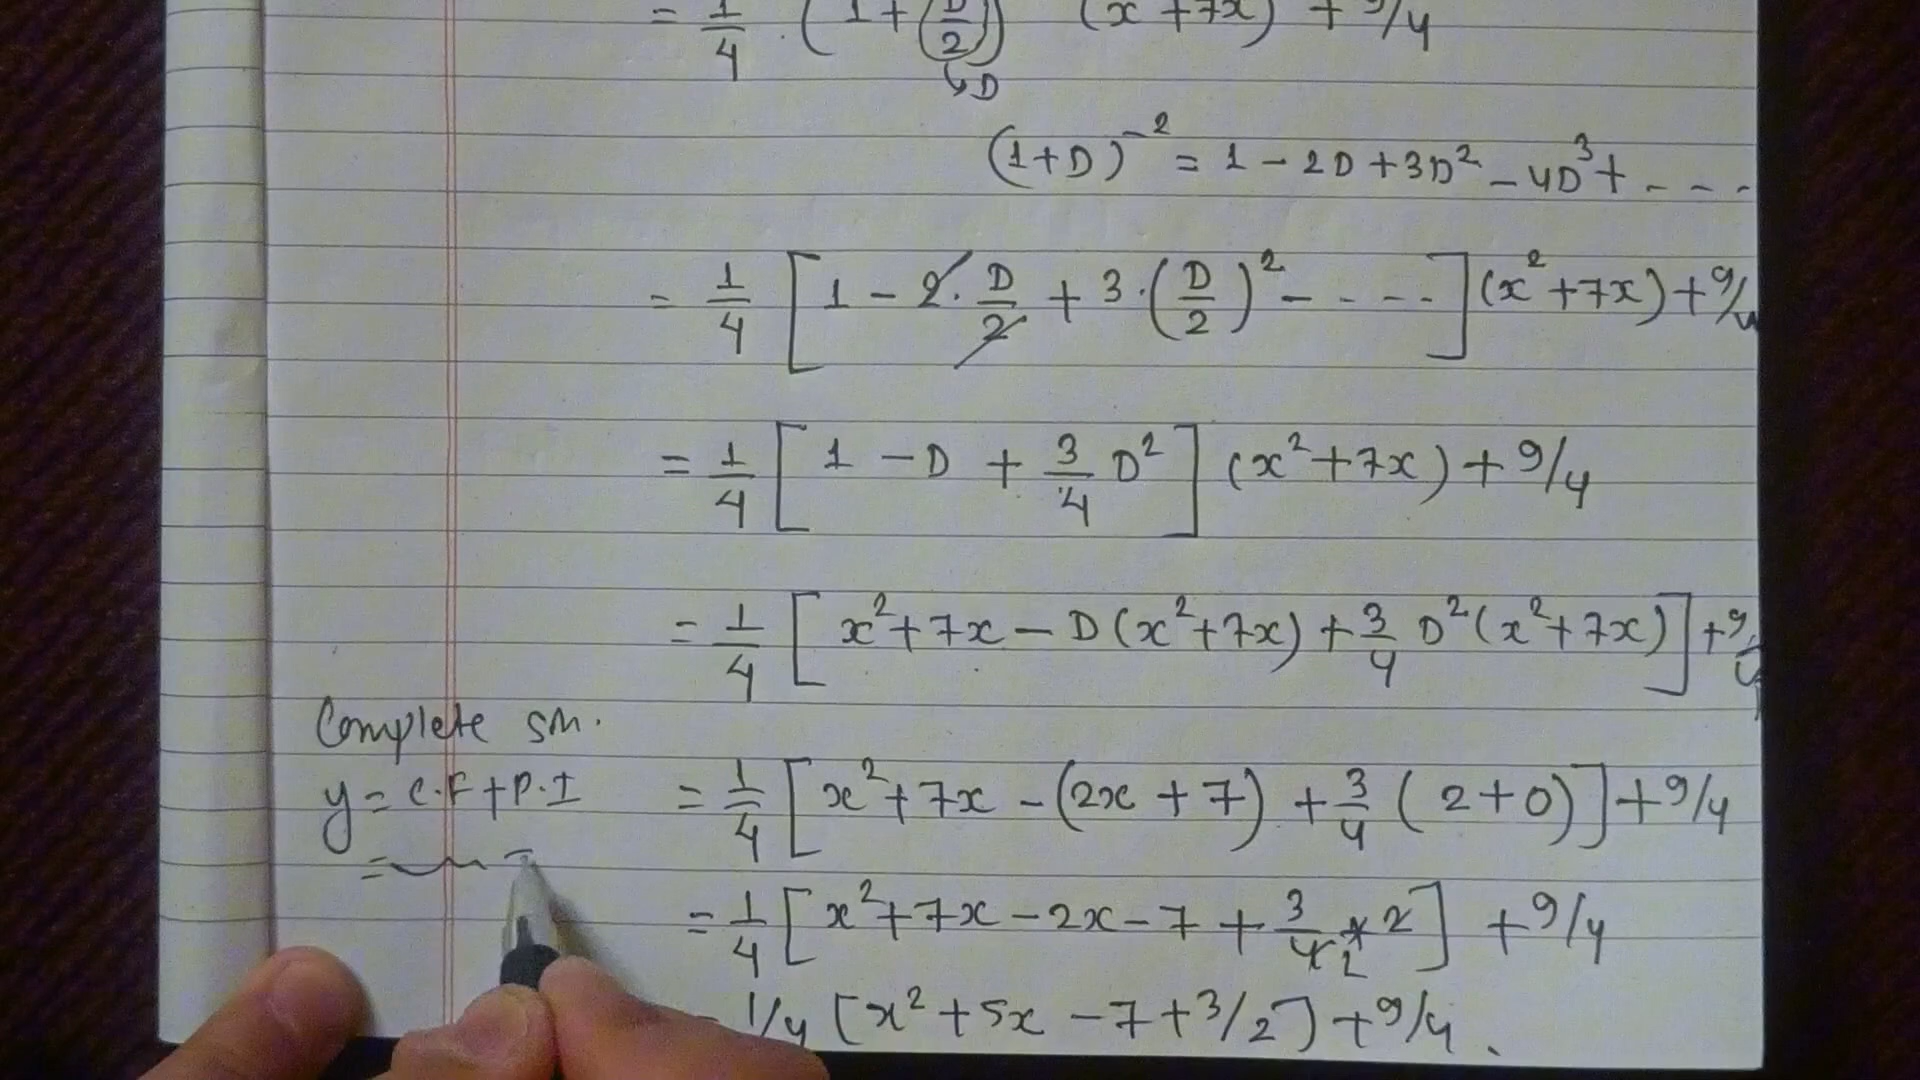 = 1/4 · (1 + (D/2)) (x + 7x) + 9/4
↳ D
(1+D)^-2 = 1 - 2D + 3D^2 - 4D^3 + - - -
= 1/4 [1 - 2 · D/2 + 3 · (D/2)^2 - - - - -] (x^2 + 7x) + 9/4
= 1/4 [1 - D + 3/4 D^2] (x^2 + 7x) + 9/4
= 1/4 [x^2 + 7x - D(x^2 + 7x) + 3/4 D^2 (x^2 + 7x)] + 9/4
Complete sn.
y = C.F + P.I
=
= 1/4 [x^2 + 7x - (2x + 7) + 3/4 (2 + 0)] + 9/4
= 1/4 [x^2 + 7x - 2x - 7 + 3/4 2 * 2] + 9/4
= 1/4 [x^2 + 5x - 7 + 3/2] + 9/4.